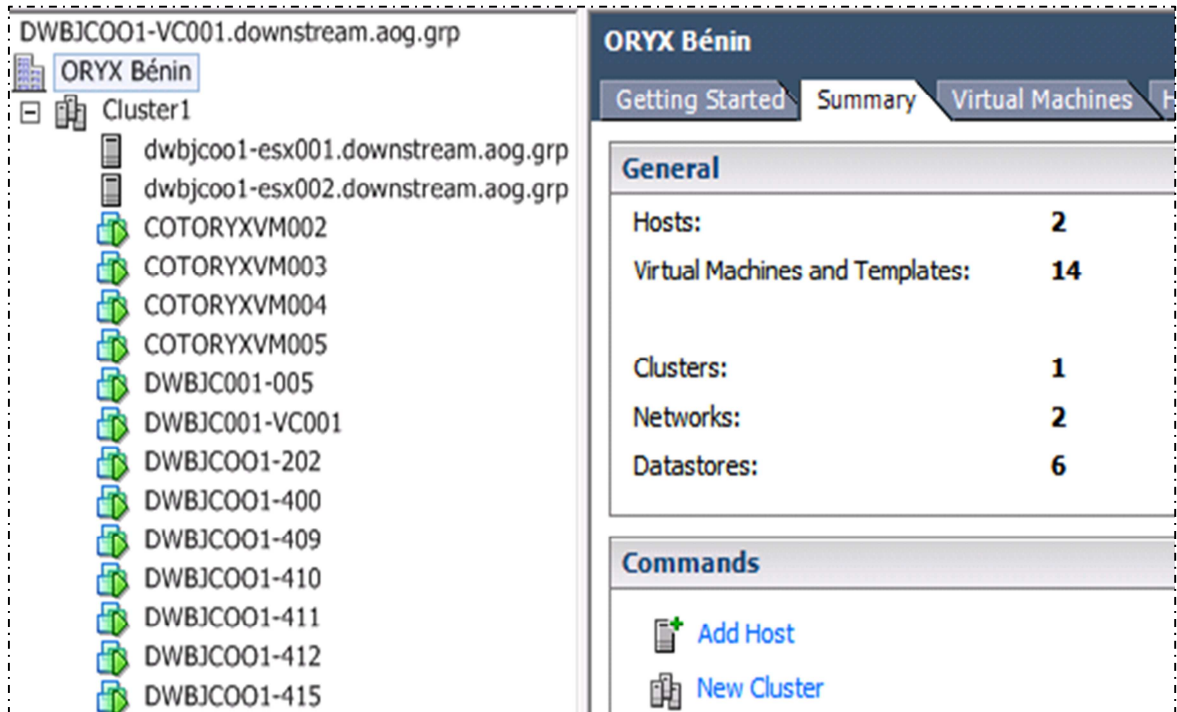 DWBJCOO1-VC001.downstream.aog.grp
ORYX Bénin
Cluster1
dwbjcoo1-esx001.downstream.aog.grp
dwbjcoo1-esx002.downstream.aog.grp
COTORYXVM002
COTORYXVM003
COTORYXVM004
COTORYXVM005
DWBJC001-005
DWBJC001-VC001
DWBJCOO1-202
DWBJCOO1-400
DWBJCOO1-409
DWBJCOO1-410
DWBJCOO1-411
DWBJCOO1-412
DWBJCOO1-415
ORYX Bénin
Getting Started Summary Virtual Machines H
General
Hosts: 2
Virtual Machines and Templates: 14
Clusters: 1
Networks: 2
Datastores: 6
Commands
Add Host
New Cluster